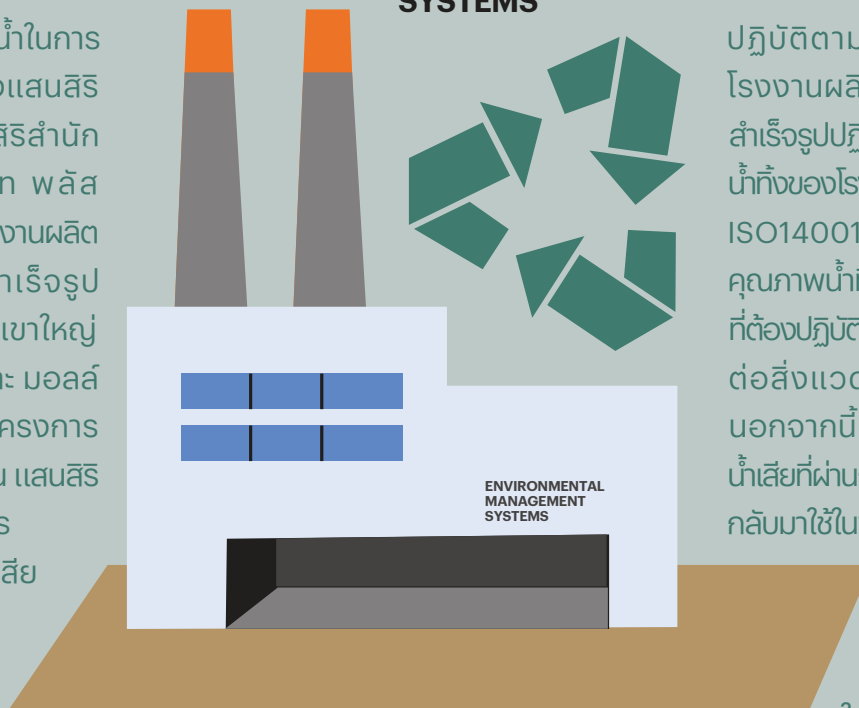 SYSTEMS
น้ำในการ
แสนสิริ
สิริสำนัก
พลัส
งานผลิต
เร็จรูป
เขาใหญ่
มอลล์
ครงการ
แสนสิริ
สีย
ENVIRONMENTAL
MANAGEMENT
SYSTEMS
ปฏิบัติตาม
โรงงานผลิ
สำเร็จรูปปฏิ
น้ำทิ้งของโร
ISO14001
คุณภาพน้ำ
ที่ต้องปฏิบัติ
ต่อสิ่งแวด
นอกจากนี้
น้ำเสียที่ผ่าน
กลับมาใช้ใน